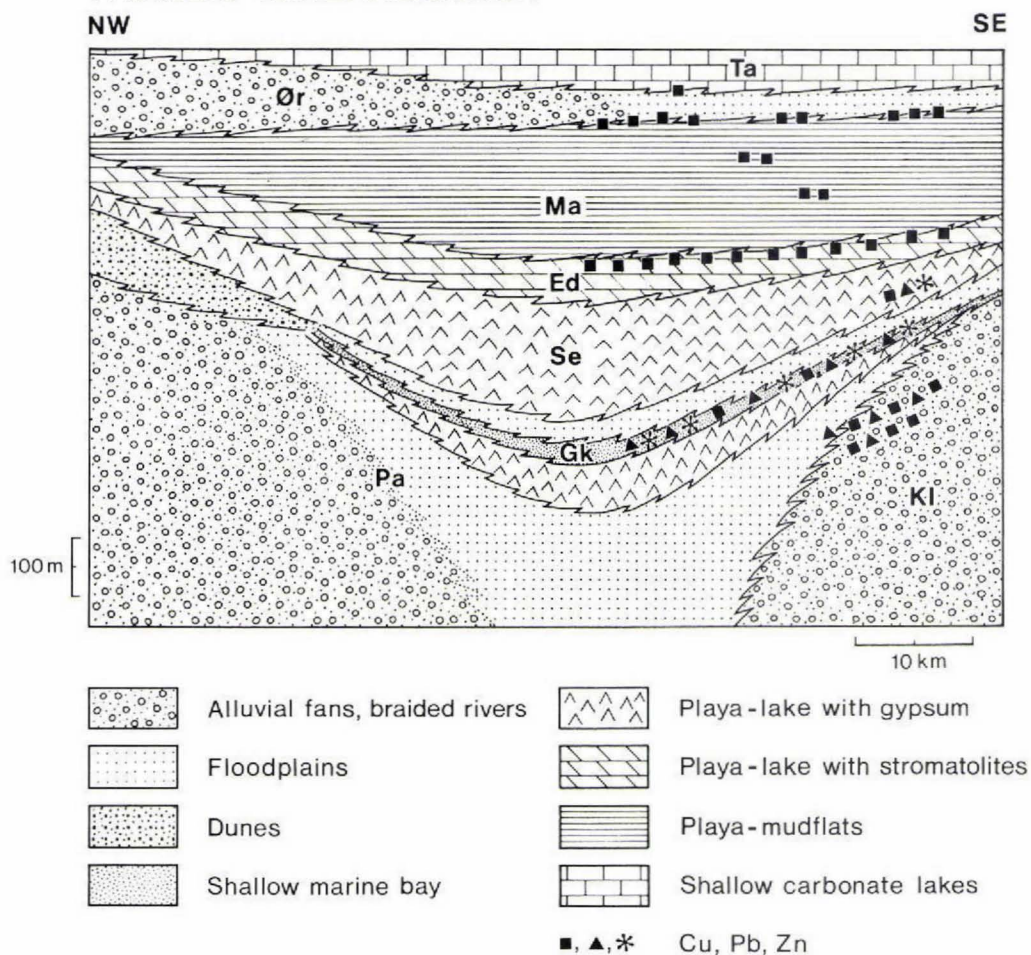 NW SE
Ta
Ør
Ma
Ed
Se
Gk
Pa
Kl
100 m
10 km
Alluvial fans, braided rivers
Floodplains
Dunes
Shallow marine bay
Playa-lake with gypsum
Playa-lake with stromatolites
Playa-mudflats
Shallow carbonate lakes
■, ▲, * Cu, Pb, Zn